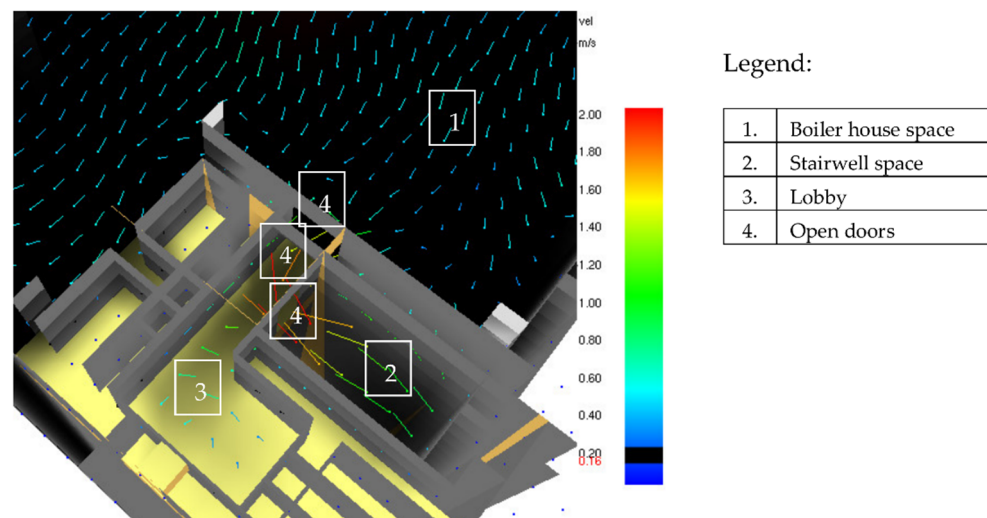 vel
m/s
2.00
1.80
1.60
1.40
1.20
1.00
0.80
0.60
0.40
0.20
0.16
1
4
4
4
2
3
Legend:
1. Boiler house space
2. Stairwell space
3. Lobby
4. Open doors